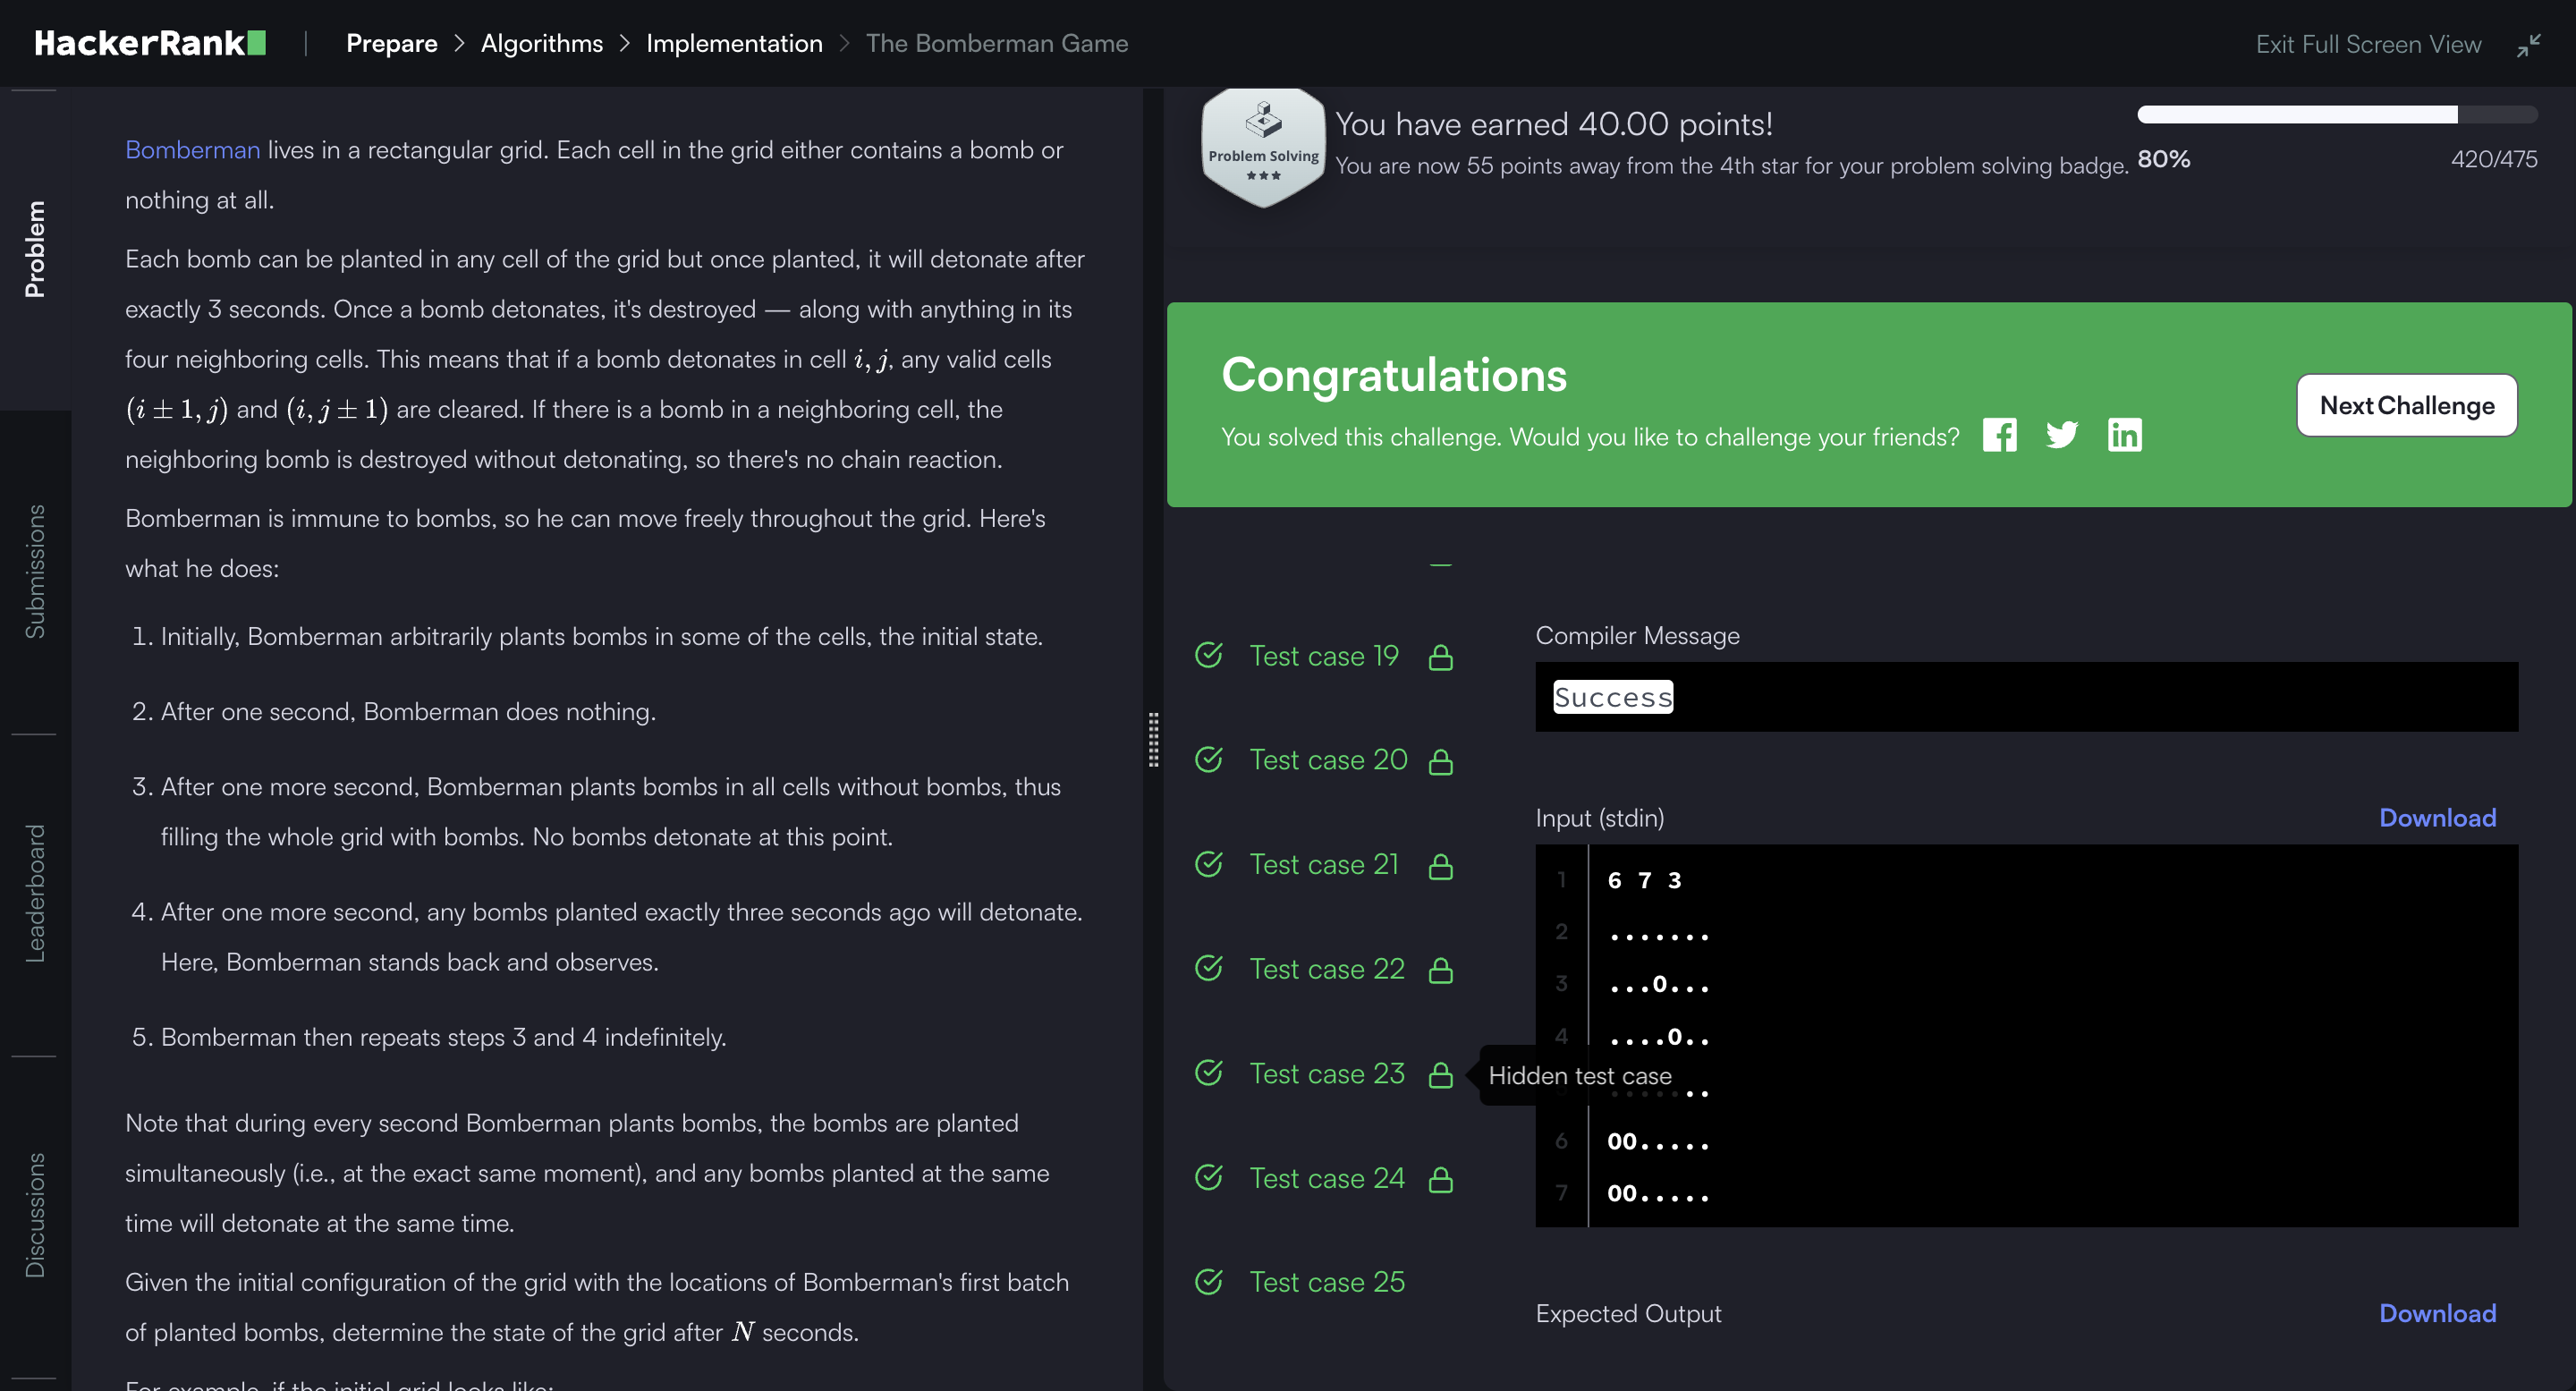 HackerRank
Prepare > Algorithms > Implementation > The Bomberman Game
Exit Full Screen View
Problem
Submissions
Leaderboard
Discussions
Bomberman lives in a rectangular grid. Each cell in the grid either contains a bomb or
nothing at all.
Each bomb can be planted in any cell of the grid but once planted, it will detonate after
exactly 3 seconds. Once a bomb detonates, it's destroyed — along with anything in its
four neighboring cells. This means that if a bomb detonates in cell i, j, any valid cells
(i ± 1, j) and (i, j ± 1) are cleared. If there is a bomb in a neighboring cell, the
neighboring bomb is destroyed without detonating, so there's no chain reaction.
Bomberman is immune to bombs, so he can move freely throughout the grid. Here's
what he does:
1. Initially, Bomberman arbitrarily plants bombs in some of the cells, the initial state.
2. After one second, Bomberman does nothing.
3. After one more second, Bomberman plants bombs in all cells without bombs, thus
filling the whole grid with bombs. No bombs detonate at this point.
4. After one more second, any bombs planted exactly three seconds ago will detonate.
Here, Bomberman stands back and observes.
5. Bomberman then repeats steps 3 and 4 indefinitely.
Note that during every second Bomberman plants bombs, the bombs are planted
simultaneously (i.e., at the exact same moment), and any bombs planted at the same
time will detonate at the same time.
Given the initial configuration of the grid with the locations of Bomberman's first batch
of planted bombs, determine the state of the grid after N seconds.
For example, if the initial grid looks like:
Problem Solving
★★★
You have earned 40.00 points!
You are now 55 points away from the 4th star for your problem solving badge.
80%
420/475
Congratulations
You solved this challenge. Would you like to challenge your friends?
Next Challenge
Test case 19
Test case 20
Test case 21
Test case 22
Test case 23
Hidden test case
Test case 24
Test case 25
Compiler Message
Success
Input (stdin)
Download
1 6 7 3
2 .......
3 ...O...
4 ....O..
.......
6 OO.....
7 OO.....
Expected Output
Download